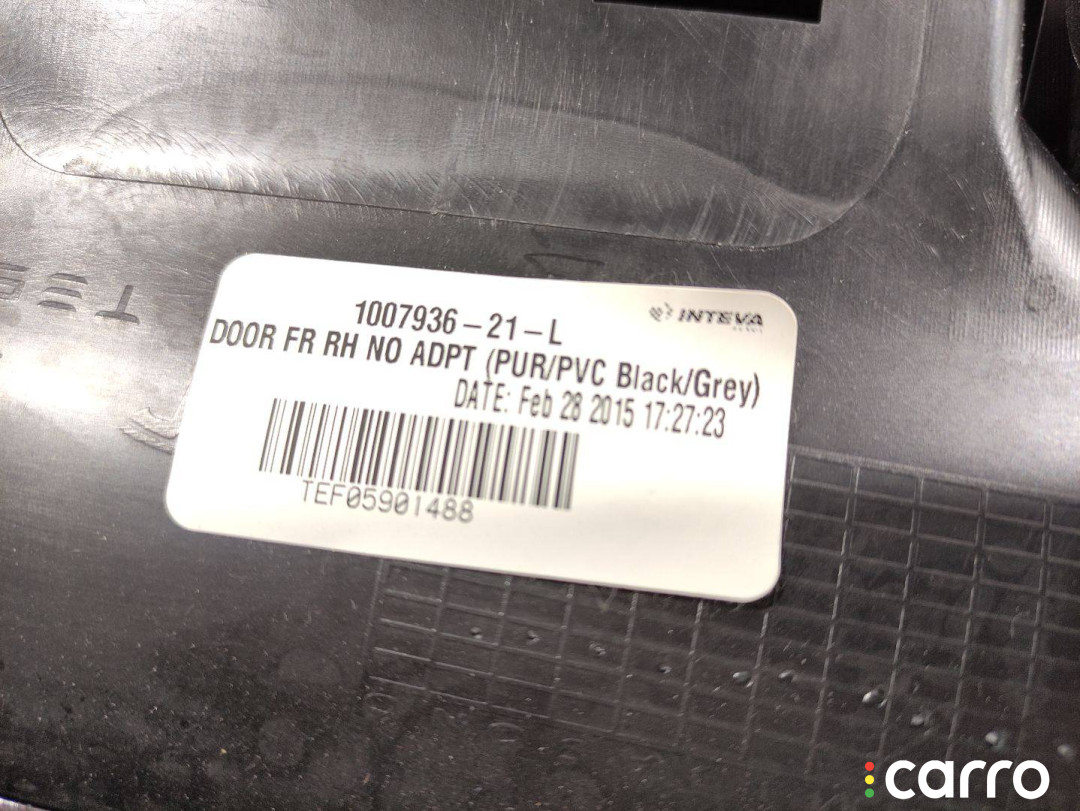 INTEVA
1007936-21-L
DOOR FR RH NO ADPT (PUR/PVC Black/Grey)
DATE: Feb 28 2015 17:27:23
TEF05901488
carro